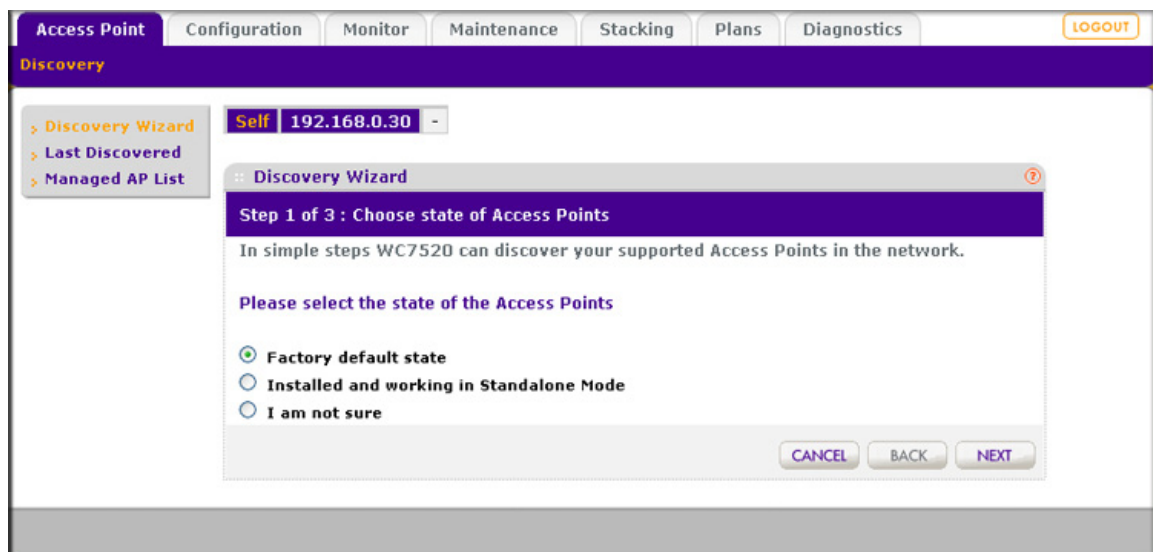 Access Point Configuration Monitor Maintenance Stacking Plans Diagnostics LOGOUT
Discovery
Discovery Wizard
Last Discovered
Managed AP List
Self 192.168.0.30 -
Discovery Wizard ?
Step 1 of 3 : Choose state of Access Points
In simple steps WC7520 can discover your supported Access Points in the network.
Please select the state of the Access Points
Factory default state
Installed and working in Standalone Mode
I am not sure
CANCEL BACK NEXT